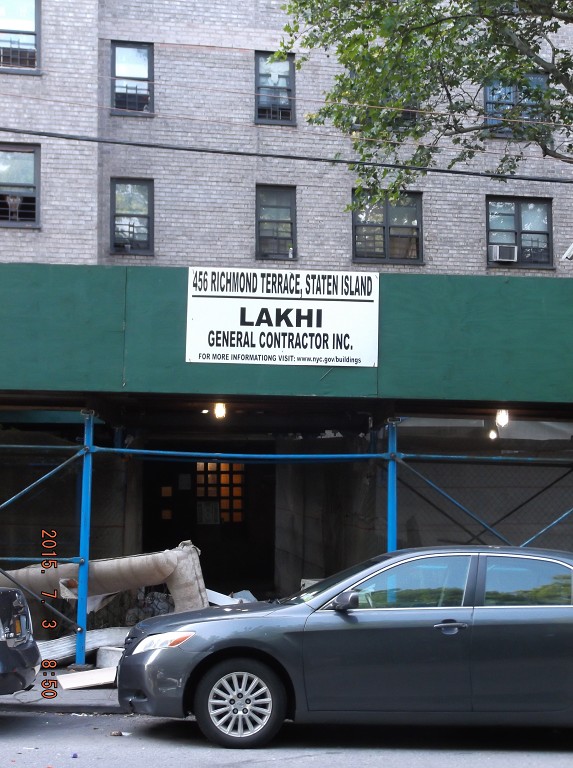 456 RICHMOND TERRACE, STATEN ISLAND
LAKHI
GENERAL CONTRACTOR INC.
FOR MORE INFORMATIONG VISIT: www.nyc.gov/buildings
2015. 7. 3 8:50